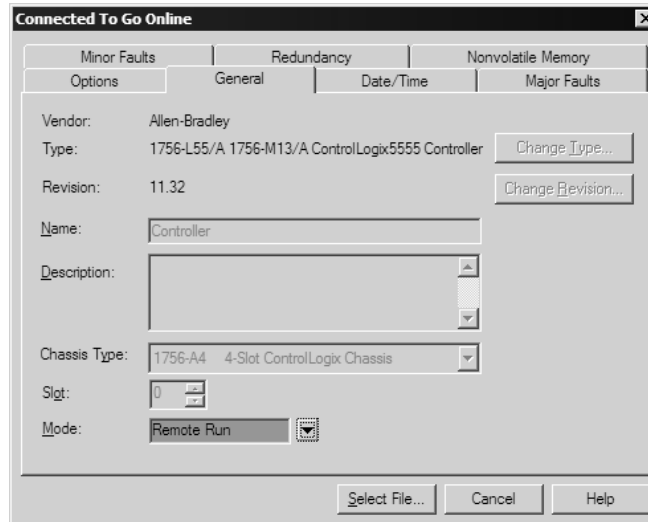 Connected To Go Online
Minor Faults Redundancy Nonvolatile Memory
Options General Date/Time Major Faults
Vendor: Allen-Bradley
Type: 1756-L55/A 1756-M13/A ControlLogix5555 Controller Change Type...
Revision: 11.32 Change Revision...
Name: Controller
Description:
Chassis Type: 1756-A4 4-Slot ControlLogix Chassis
Slot: 0
Mode: Remote Run
Select File... Cancel Help